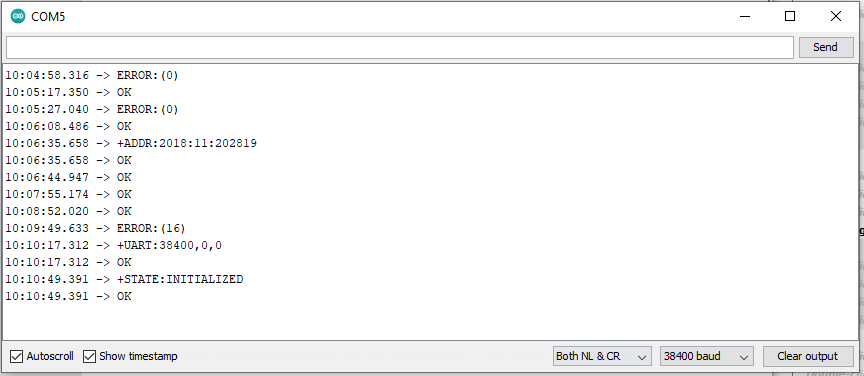 COM5
Send
10:04:58.316 -> ERROR:(0)
10:05:17.350 -> OK
10:05:27.040 -> ERROR:(0)
10:06:08.486 -> OK
10:06:35.658 -> +ADDR:2018:11:202819
10:06:35.658 -> OK
10:06:44.947 -> OK
10:07:55.174 -> OK
10:08:52.020 -> OK
10:09:49.633 -> ERROR:(16)
10:10:17.312 -> +UART:38400,0,0
10:10:17.312 -> OK
10:10:49.391 -> +STATE:INITIALIZED
10:10:49.391 -> OK
Autoscroll Show timestamp Both NL & CR 38400 baud Clear output